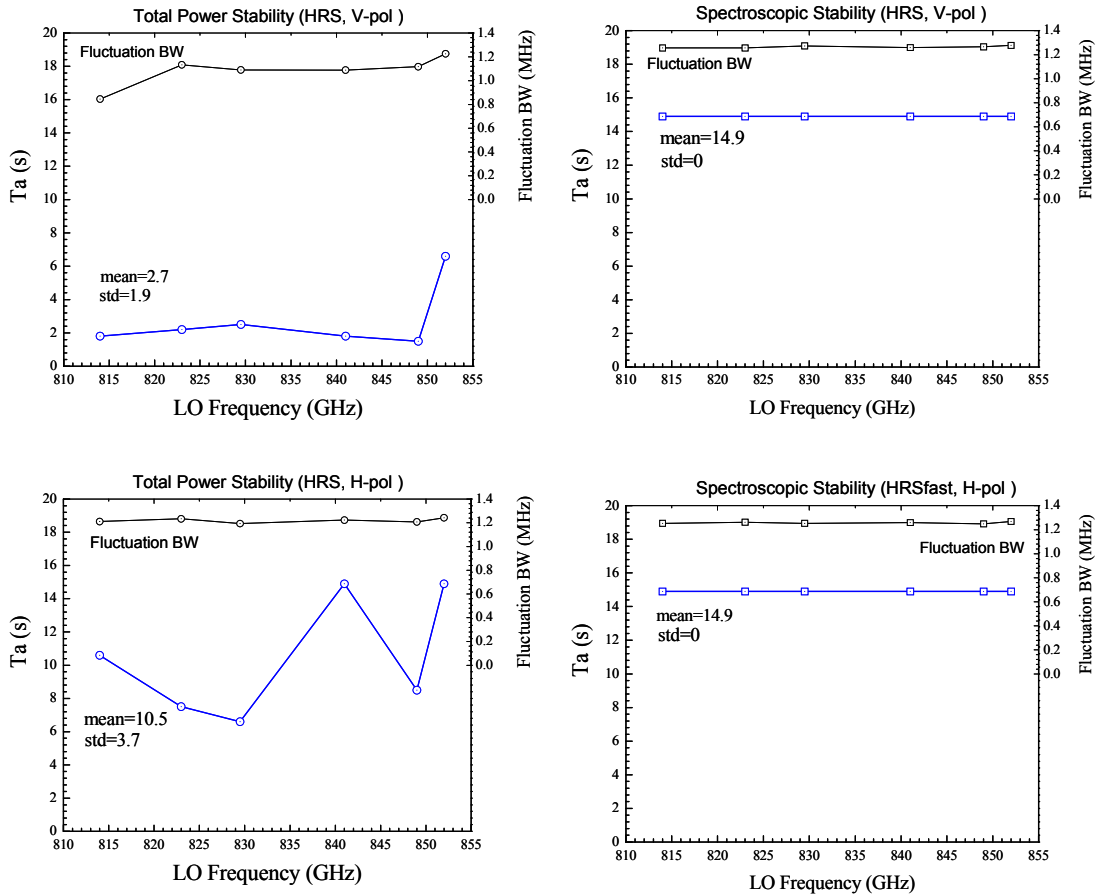 Total Power Stability (HRS, V-pol )
20
18
16
14
12
10
8
6
4
2
0
Ta (s)
Fluctuation BW
mean=2.7
std=1.9
1.4
1.2
1.0
0.8
0.6
0.4
0.2
0.0
Fluctuation BW (MHz)
810 815 820 825 830 835 840 845 850 855
LO Frequency (GHz)
Spectroscopic Stability (HRS, V-pol )
20
18
16
14
12
10
8
6
4
2
0
Ta (s)
Fluctuation BW
mean=14.9
std=0
1.4
1.2
1.0
0.8
0.6
0.4
0.2
0.0
Fluctuation BW (MHz)
810 815 820 825 830 835 840 845 850 855
LO Frequency (GHz)
Total Power Stability (HRS, H-pol )
20
18
16
14
12
10
8
6
4
2
0
Ta (s)
Fluctuation BW
mean=10.5
std=3.7
1.4
1.2
1.0
0.8
0.6
0.4
0.2
0.0
Fluctuation BW (MHz)
810 815 820 825 830 835 840 845 850 855
LO Frequency (GHz)
Spectroscopic Stability (HRSfast, H-pol )
20
18
16
14
12
10
8
6
4
2
0
Ta (s)
Fluctuation BW
mean=14.9
std=0
1.4
1.2
1.0
0.8
0.6
0.4
0.2
0.0
Fluctuation BW (MHz)
810 815 820 825 830 835 840 845 850 855
LO Frequency (GHz)